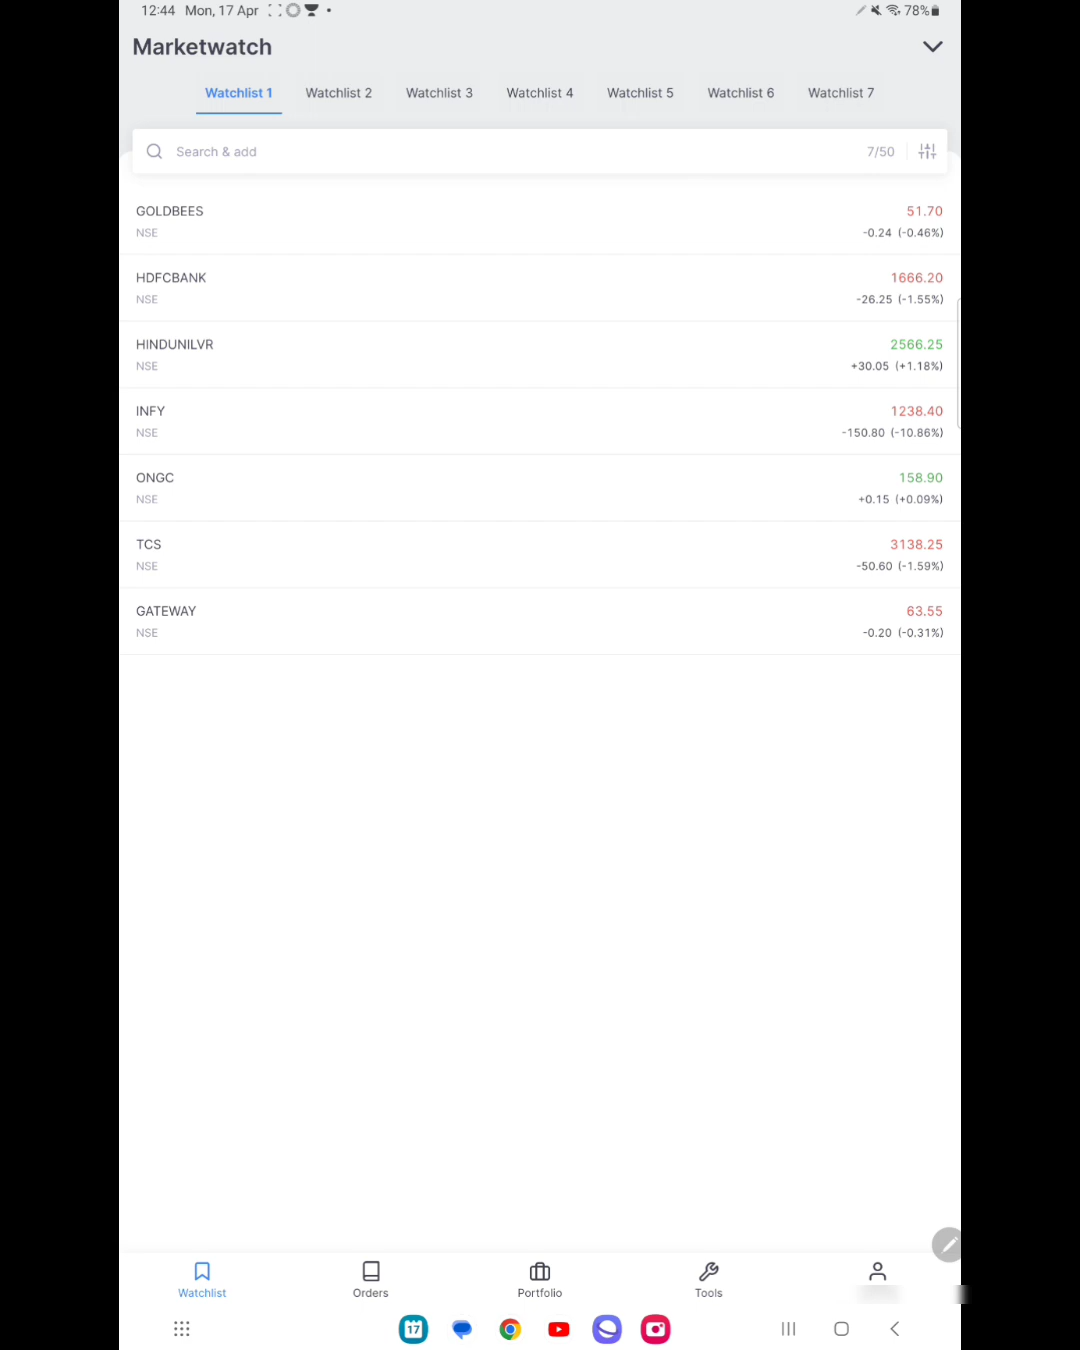 12:44 Mon, 17 Apr 78%
Marketwatch
Watchlist 1 Watchlist 2 Watchlist 3 Watchlist 4 Watchlist 5 Watchlist 6 Watchlist 7
Search & add 7/50
GOLDBEES 51.70
NSE -0.24 (-0.46%)
HDFCBANK 1666.20
NSE -26.25 (-1.55%)
HINDUNILVR 2566.25
NSE +30.05 (+1.18%)
INFY 1238.40
NSE -150.80 (-10.86%)
ONGC 158.90
NSE +0.15 (+0.09%)
TCS 3138.25
NSE -50.60 (-1.59%)
GATEWAY 63.55
NSE -0.20 (-0.31%)
Watchlist Orders Portfolio Tools
17